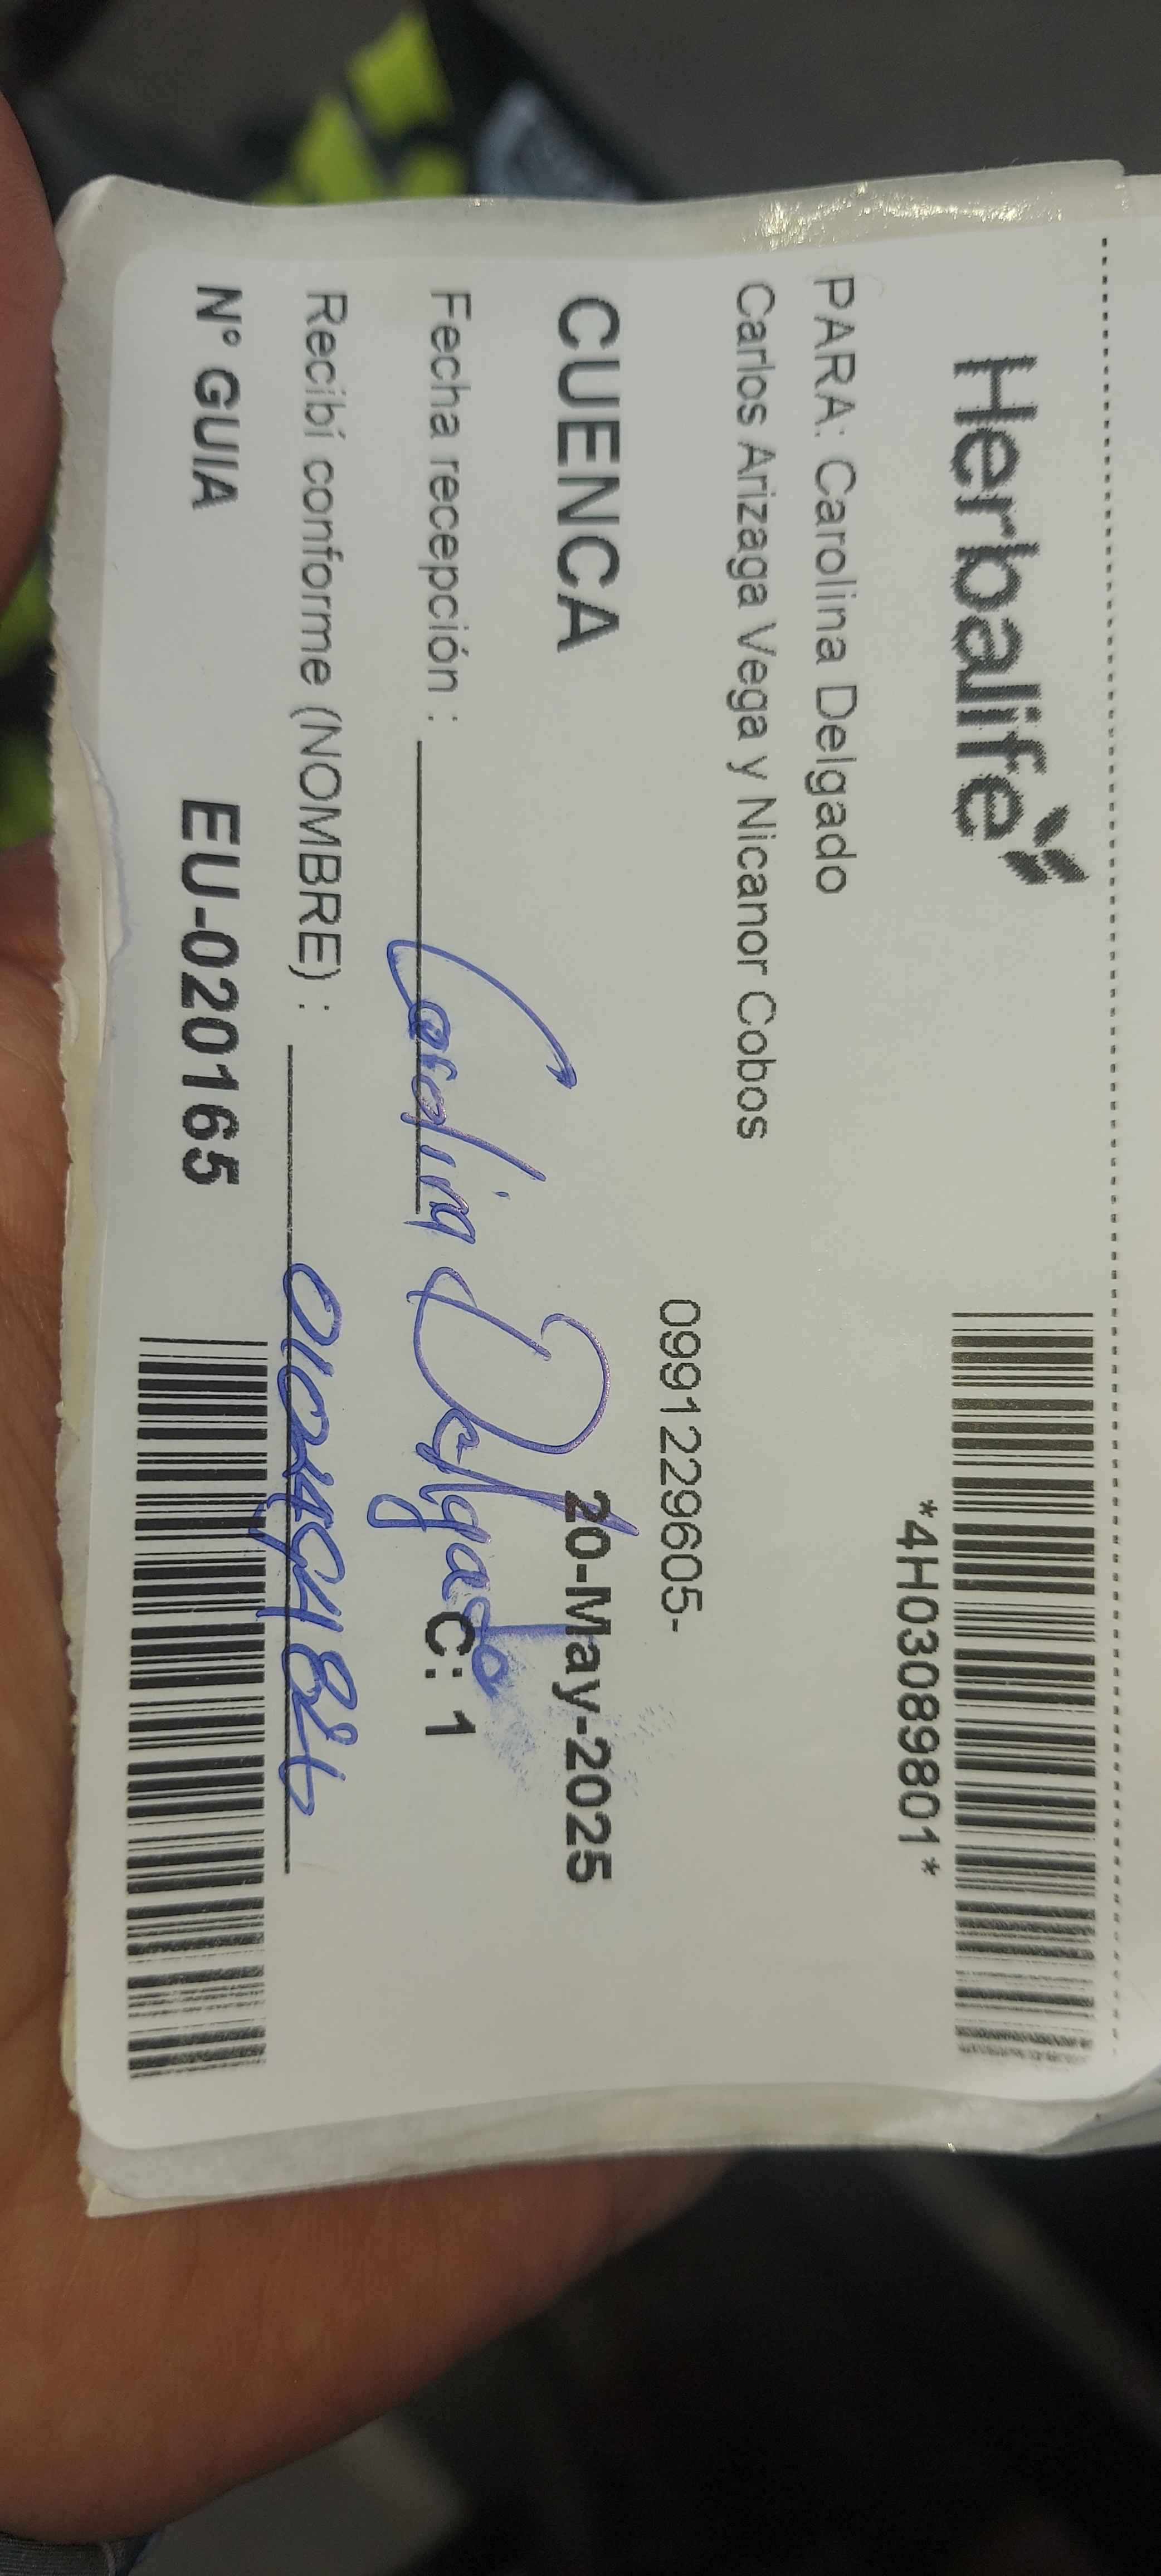 Herbalife
*4H03089801*
PARA: Carolina Delgado
Carlos Arizaga Vega y Nicanor Cobos
0991229605-
CUENCA 20-May-2025
Fecha recepción : Carolina Delgado C: 1
Recibí conforme (NOMBRE) :
N° GUIA EU-020165